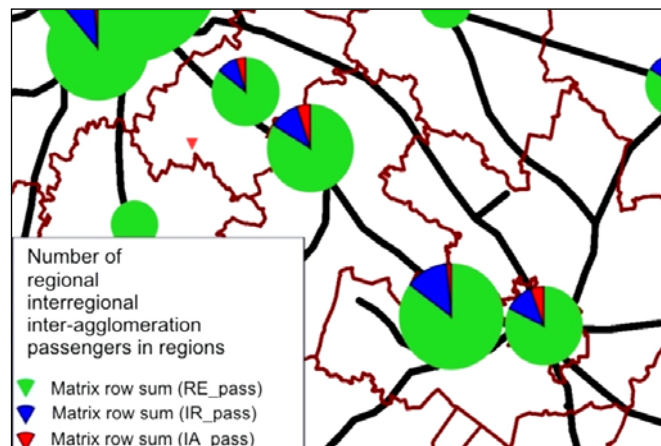 Number of
regional
interregional
inter-agglomeration
passengers in regions
Matrix row sum (RE_pass)
Matrix row sum (IR_pass)
Matrix row sum (IA_pass)